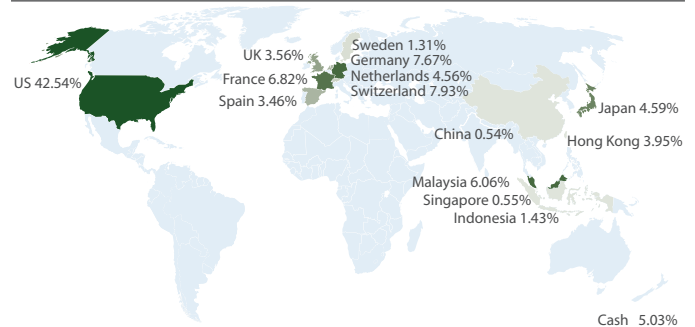 Sweden 1.31%
UK 3.56%
Germany 7.67%
US 42.54%
France 6.82%
Netherlands 4.56%
Switzerland 7.93%
Spain 3.46%
Japan 4.59%
China 0.54%
Hong Kong 3.95%
Malaysia 6.06%
Singapore 0.55%
Indonesia 1.43%
Cash 5.03%